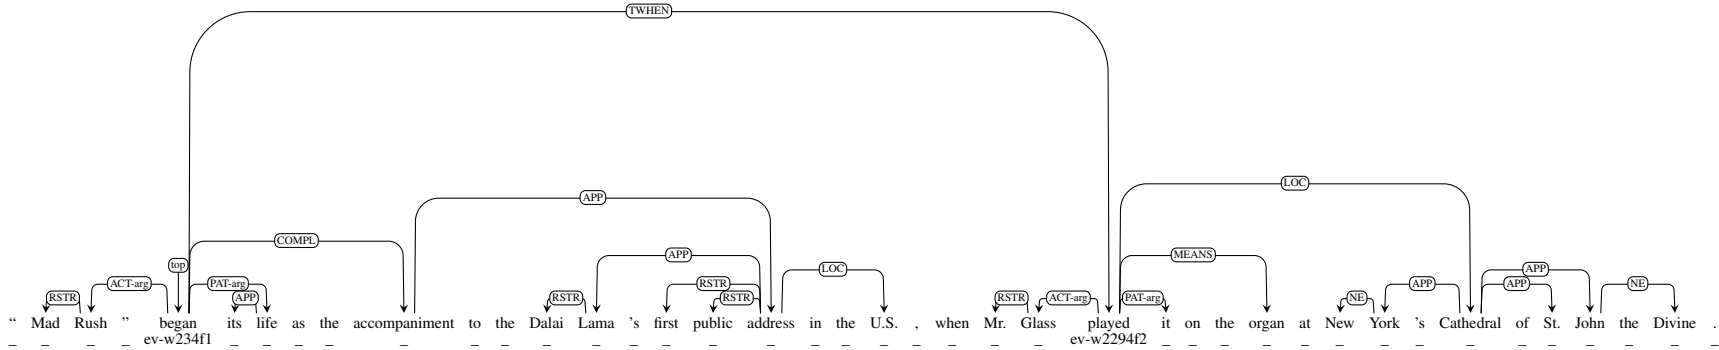 TWHEN
LOC
APP
COMPL
APP MEANS
top LOC APP
ACT-arg PAT-arg RSTR APP APP NE
RSTR APP RSTR RSTR RSTR ACT-arg PAT-arg NE
“ Mad Rush ” began its life as the accompaniment to the Dalai Lama ’s first public address in the U.S. , when Mr. Glass played it on the organ at New York ’s Cathedral of St. John the Divine .
_ _ _ _ ev-w234f1 _ _ _ _ _ _ _ _ _ _ _ _ _ _ _ _ _ _ _ _ ev-w2294f2 _ _ _ _ _ _ _ _ _ _ _ _ _ _ _